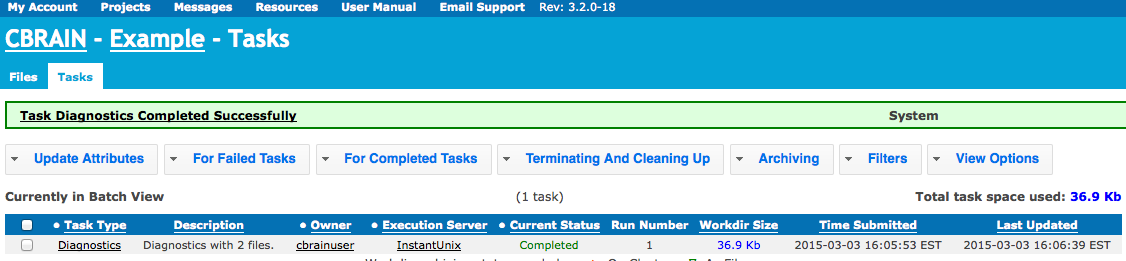 My Account Projects Messages Resources User Manual Email Support Rev: 3.2.0-18
CBRAIN - Example - Tasks
Files Tasks
Task Diagnostics Completed Successfully System
Update Attributes For Failed Tasks For Completed Tasks Terminating And Cleaning Up Archiving Filters View Options
Currently in Batch View (1 task) Total task space used: 36.9 Kb
Task Type Description Owner Execution Server Current Status Run Number Workdir Size Time Submitted Last Updated
Diagnostics Diagnostics with 2 files. cbrainuser InstantUnix Completed 1 36.9 Kb 2015-03-03 16:05:53 EST 2015-03-03 16:06:39 EST